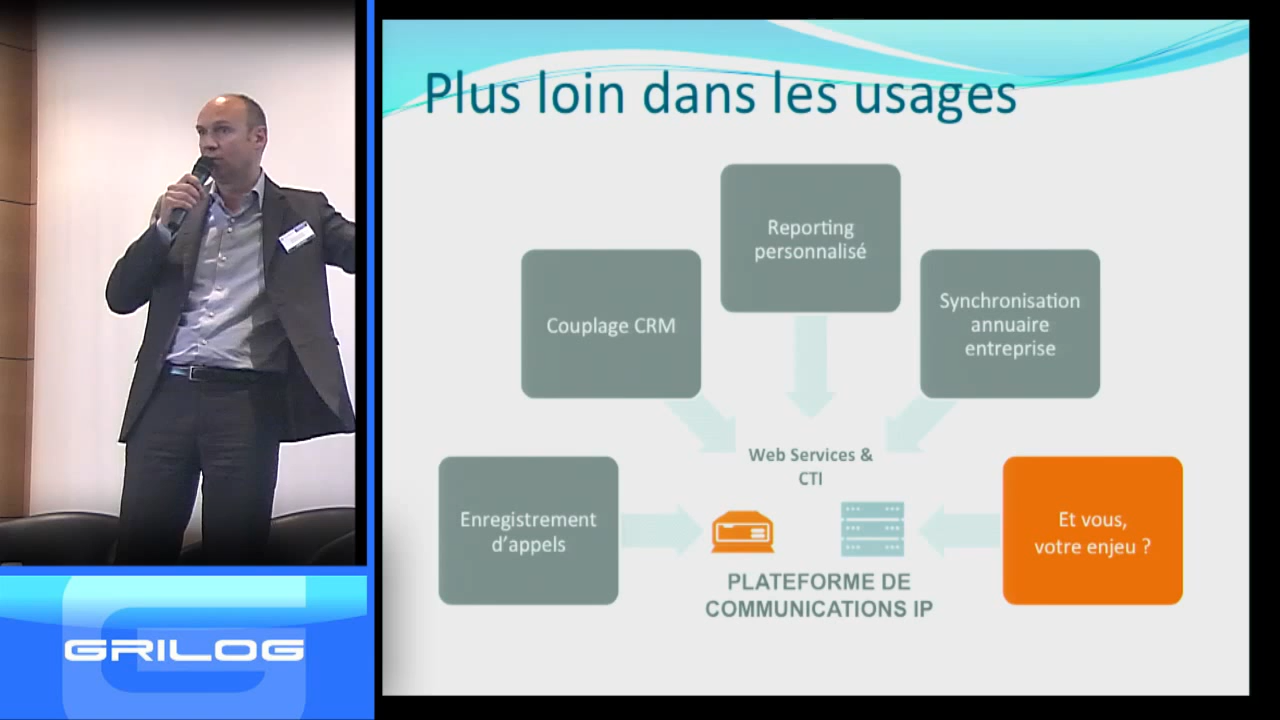 Plus loin dans les usages
Reporting
personnalisé
Couplage CRM
Synchronisation
annuaire
entreprise
Web Services &
CTI
Enregistrement
d'appels
Et vous,
votre enjeu ?
PLATEFORME DE
COMMUNICATIONS IP
GRILOG